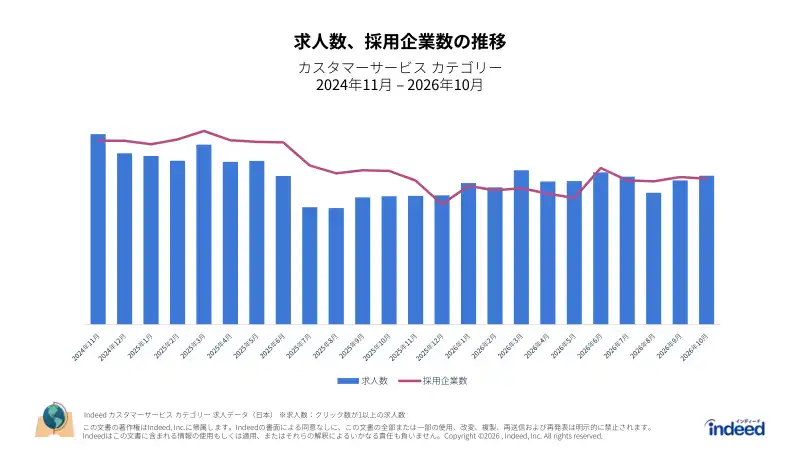 求人数、採用企業数の推移
カスタマーサービス カテゴリー
2024年11月 – 2026年10月
2024年11月
2024年12月
2025年1月
2025年2月
2025年3月
2025年4月
2025年5月
2025年6月
2025年7月
2025年8月
2025年9月
2025年10月
2025年11月
2025年12月
2026年1月
2026年2月
2026年3月
2026年4月
2026年5月
2026年6月
2026年7月
2026年8月
2026年9月
2026年10月
求人数 採用企業数
Indeed カスタマーサービス カテゴリー 求人データ（日本） ※求人数：クリック数が1以上の求人数
この文書の著作権はIndeed, Inc.に帰属します。Indeedの書面による同意なしに、この文書の全部または一部の使用、改変、複製、再送信および再発表は明示的に禁止されます。
Indeedはこの文書に含まれる情報の使用もしくは適用、またはそれらの解釈によるいかなる責任も負いません。Copyright ©2026 , Indeed, Inc. All rights reserved.
インディード
indeed